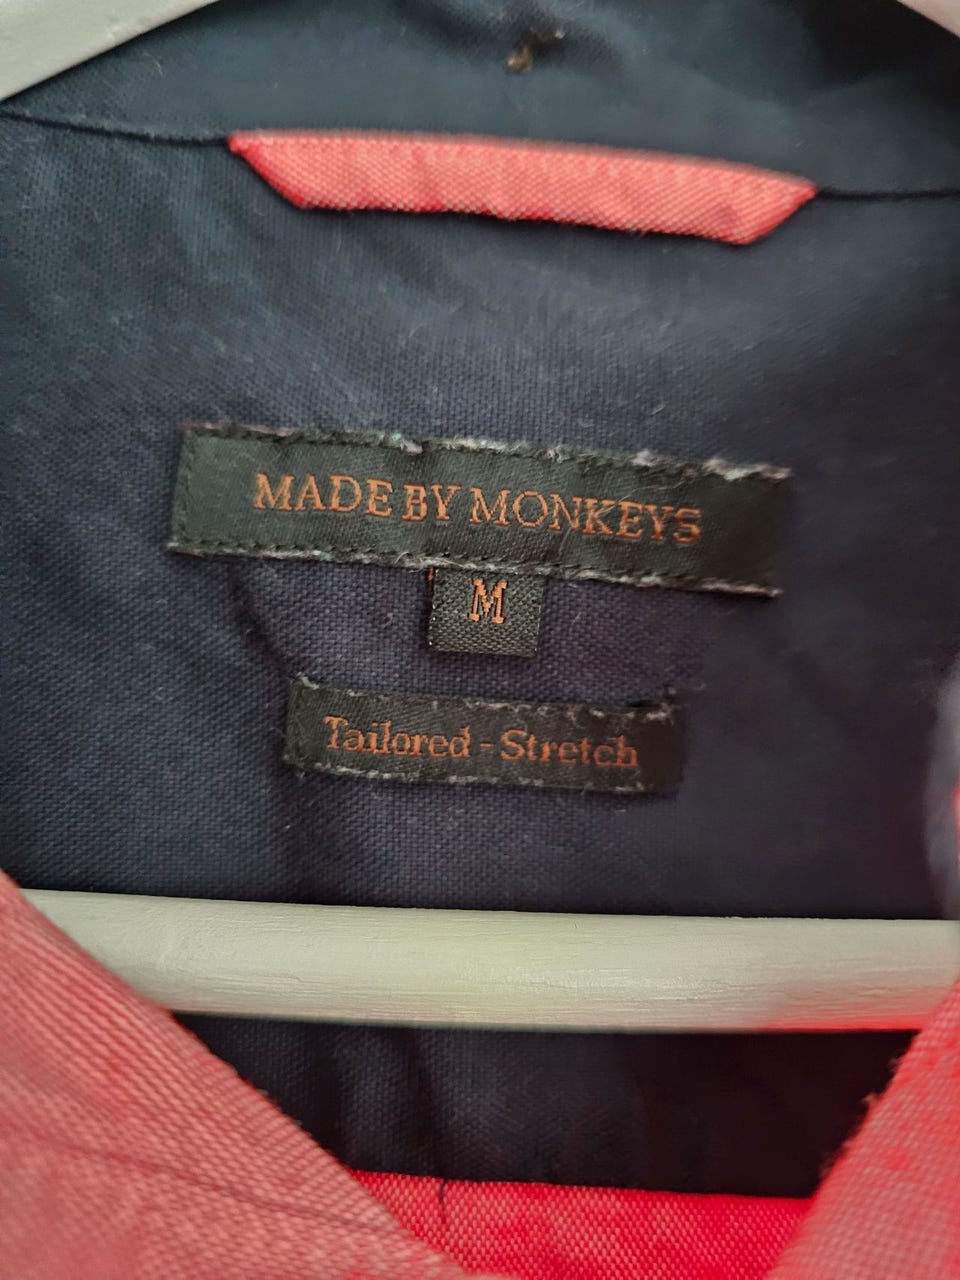 MADE BY MONKEYS
M
Tailored - Stretch